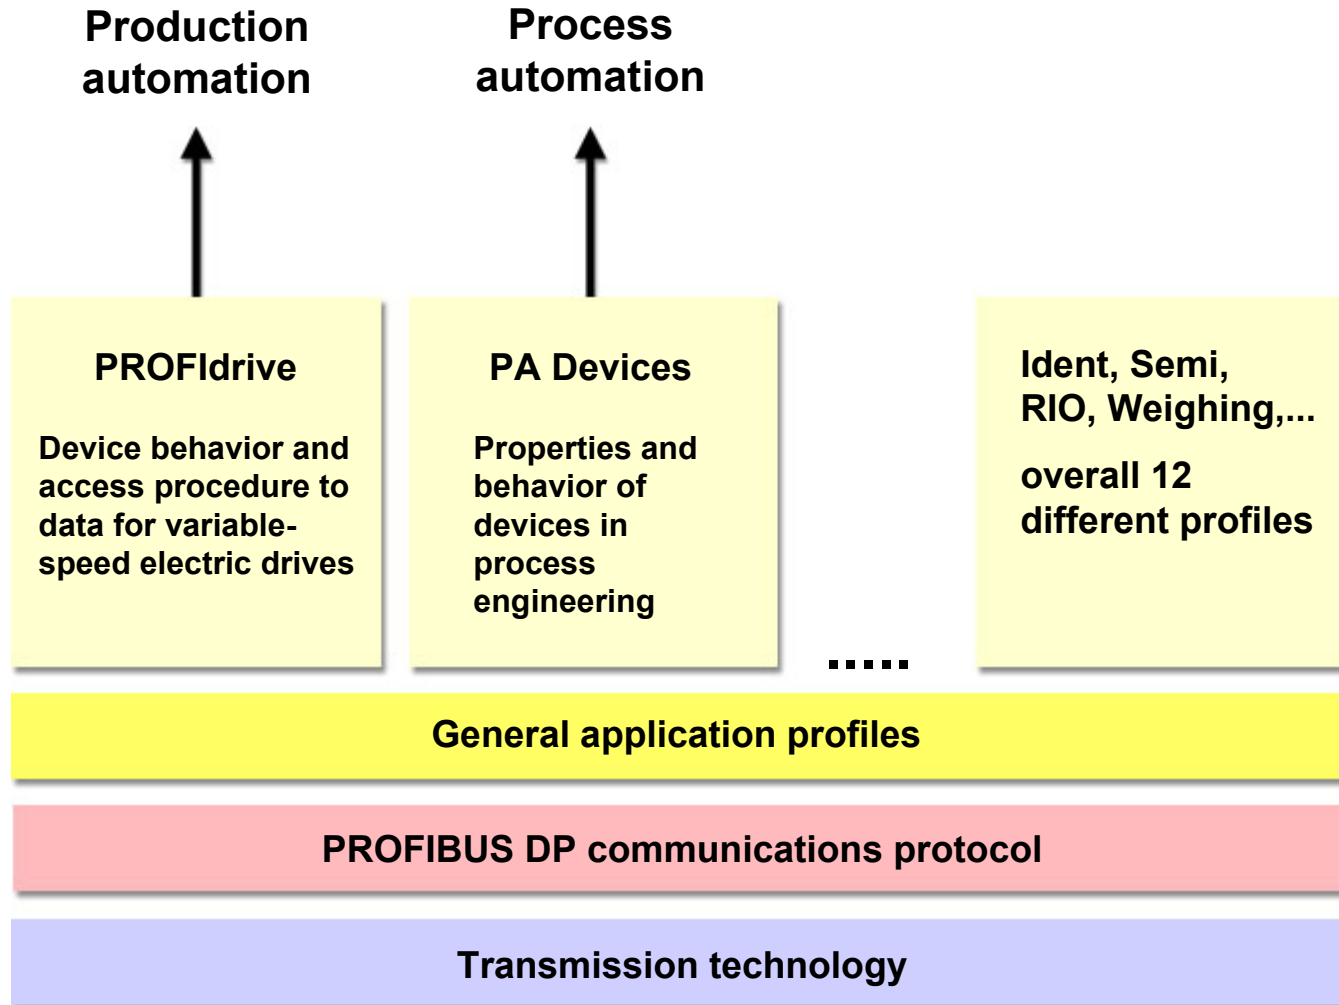 Production
automation
Process
automation
PROFIdrive
Device behavior and
access procedure to
data for variable-
speed electric drives
PA Devices
Properties and
behavior of
devices in
process
engineering
.....
Ident, Semi,
RIO, Weighing,...
overall 12
different profiles
General application profiles
PROFIBUS DP communications protocol
Transmission technology